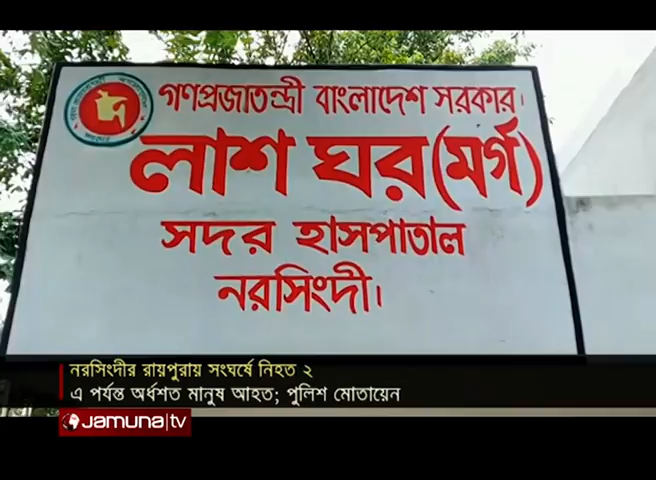 গণপ্রজাতন্ত্রী বাংলাদেশ সরকার।
লাশ ঘর(মর্গ)
সদর হাসপাতাল
নরসিংদী।
নরসিংদীর রায়পুরায় সংঘর্ষে নিহত ২
এ পর্যন্ত অর্ধশত মানুষ আহত; পুলিশ মোতায়েন
Jamuna|tv